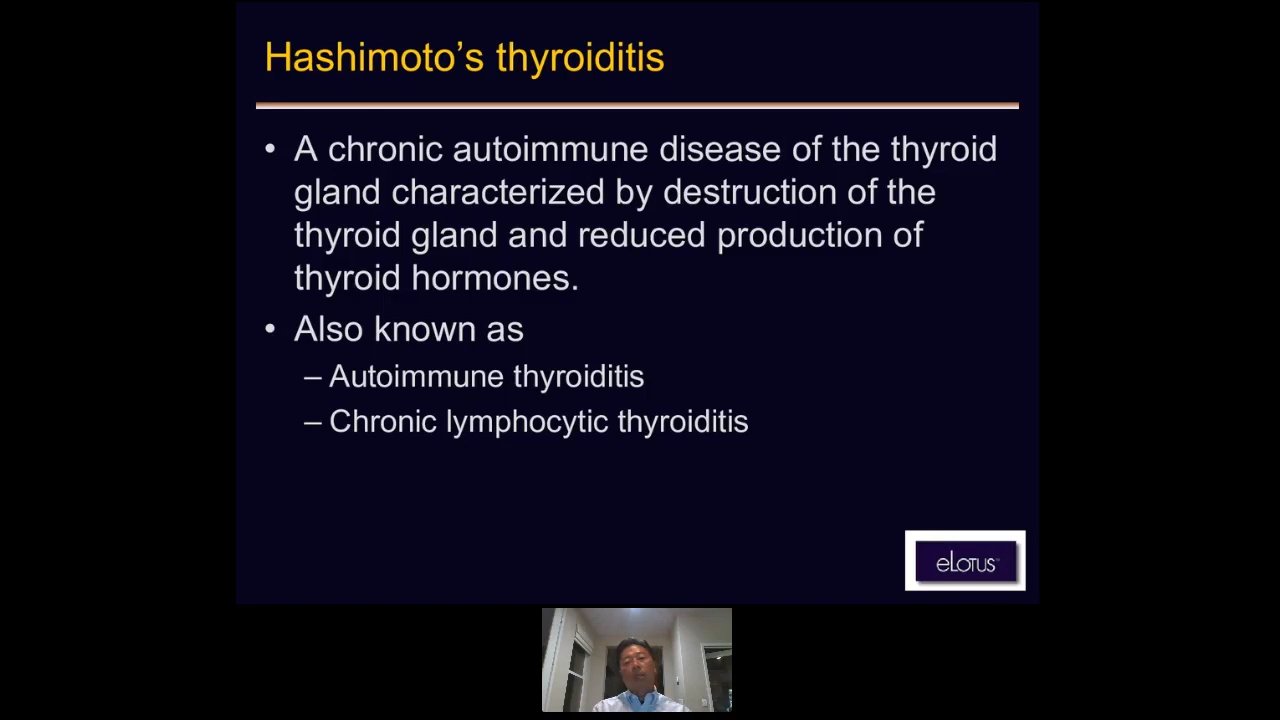 Hashimoto’s thyroiditis
• A chronic autoimmune disease of the thyroid
gland characterized by destruction of the
thyroid gland and reduced production of
thyroid hormones.
• Also known as
– Autoimmune thyroiditis
– Chronic lymphocytic thyroiditis
eLOTUS™